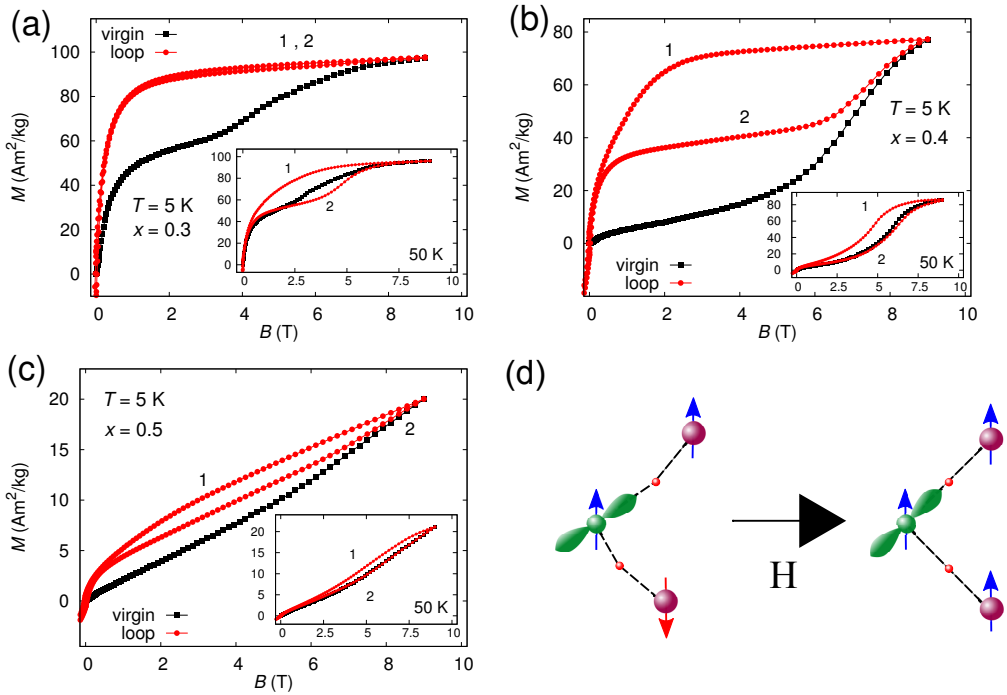 (a)
virgin
loop
1 , 2
M (Am²/kg)
100
80
60
40
20
0
T = 5 K
x = 0.3
100
80
60
40
20
0
1
2
50 K
0
2.5
5
7.5
10
0
2
4
6
8
10
B (T)
(b)
M (Am²/kg)
80
60
40
20
0
1
2
T = 5 K
x = 0.4
80
60
40
20
0
1
2
50 K
0
2.5
5
7.5
10
virgin
loop
0
2
4
6
8
10
B (T)
(c)
M (Am²/kg)
20
15
10
5
0
T = 5 K
x = 0.5
1
2
20
15
10
5
0
1
2
50 K
0
2.5
5
7.5
10
virgin
loop
0
2
4
6
8
10
B (T)
(d)
H